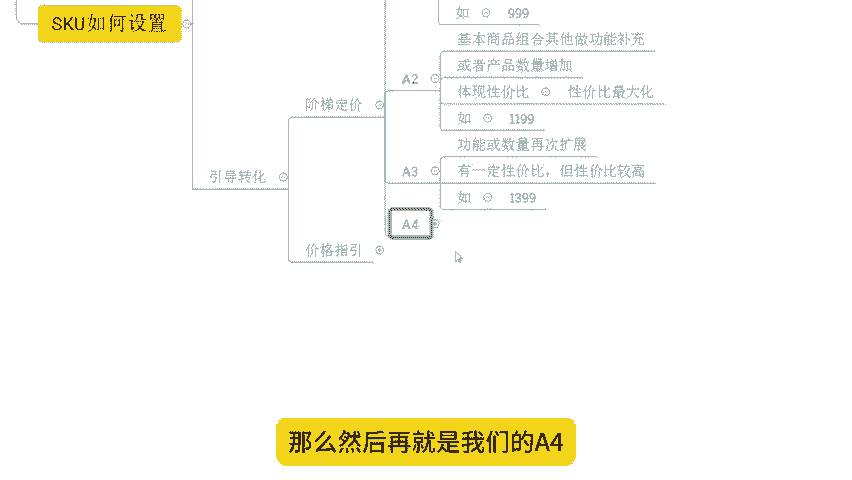 SKU如何设置
如 999
基本商品组合其他做功能补充
或者产品数量增加
A2
体现性价比 性价比最大化
阶梯定价
如 1199
功能或数量再次扩展
引导转化
A3
有一定性价比，但性价比较高
如 1399
A4
价格指引
那么然后再就是我们的A4